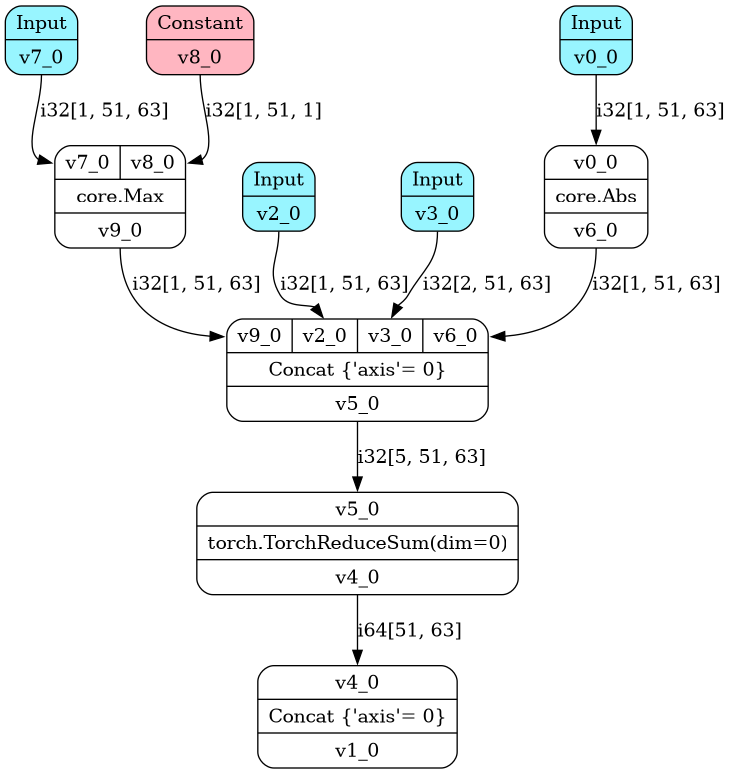 Input
v7_0
Constant
v8_0
Input
v0_0
i32[1, 51, 63]
i32[1, 51, 1]
i32[1, 51, 63]
v7_0 v8_0
core.Max
v9_0
Input
v2_0
Input
v3_0
v0_0
core.Abs
v6_0
i32[1, 51, 63]
i32[1, 51, 63]
i32[2, 51, 63]
i32[1, 51, 63]
v9_0 v2_0 v3_0 v6_0
Concat {'axis'= 0}
v5_0
i32[5, 51, 63]
v5_0
torch.TorchReduceSum(dim=0)
v4_0
i64[51, 63]
v4_0
Concat {'axis'= 0}
v1_0